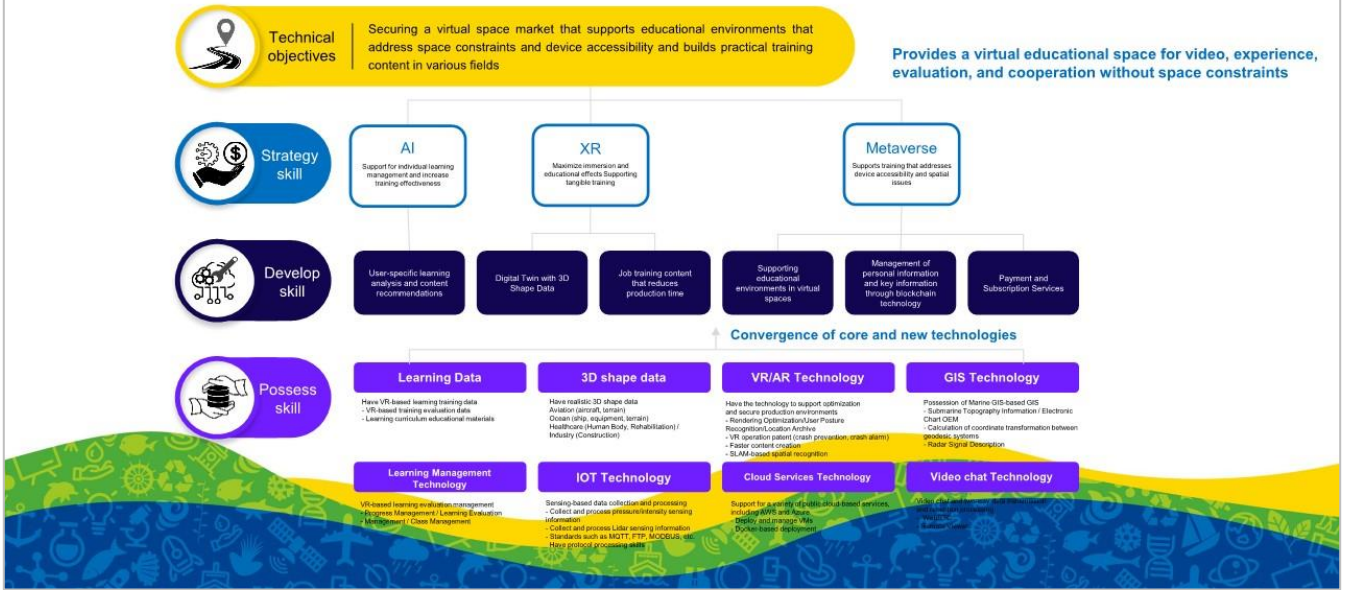 Technical
objectives
Securing a virtual space market that supports educational environments that
address space constraints and device accessibility and builds practical training
content in various fields
Provides a virtual educational space for video, experience,
evaluation, and cooperation without space constraints
Strategy
skill
AI
Support for individual learning
management and increase
training effectiveness
XR
Maximize immersion and
educational effects Supporting
tangible training
Metaverse
Supports training that addresses
device accessibility and spatial
issues
Develop
skill
User-specific learning
analysis and content
recommendations
Digital Twin with 3D
Shape Data
Job training content
that reduces
production time
Supporting
educational
environments in virtual
spaces
Management of
personal information
and key information
through blockchain
technology
Payment and
Subscription Services
Convergence of core and new technologies
Possess
skill
Learning Data
Have VR-based learning training data
- VR-based training evaluation data
- Learning curriculum educational materials
3D shape data
Have realistic 3D shape data
Aviation (aircraft, terrain)
Ocean (ship, equipment, terrain)
Healthcare (Human Body, Rehabilitation) /
Industry (Construction)
VR/AR Technology
Have the technology to support optimization
and secure production environments
- Rendering Optimization/User Posture
Recognition/Location Archive
- VR operation patent (crash prevention, crash alarm)
- Faster content creation
- SLAM-based spatial recognition
GIS Technology
Possession of Marine GIS-based GIS
- Submarine Topography Information / Electronic
Chart OEM
- Calculation of coordinate transformation between
geodesic systems
- Radar Signal Description
Learning Management
Technology
VR-based learning evaluation management
- Progress Management / Learning Evaluation
- Management / Class Management
IOT Technology
Sensing-based data collection and processing
- Collect and process pressure/intensity sensing
information
- Collect and process Lidar sensing information
- Standards such as MQTT, FTP, MODBUS, etc.
- Have protocol processing skills
Cloud Services Technology
Support for a variety of public cloud-based services,
including AWS and Azure
- Deploy and manage VMs
- Docker-based deployment
Video chat Technology
Video chat and